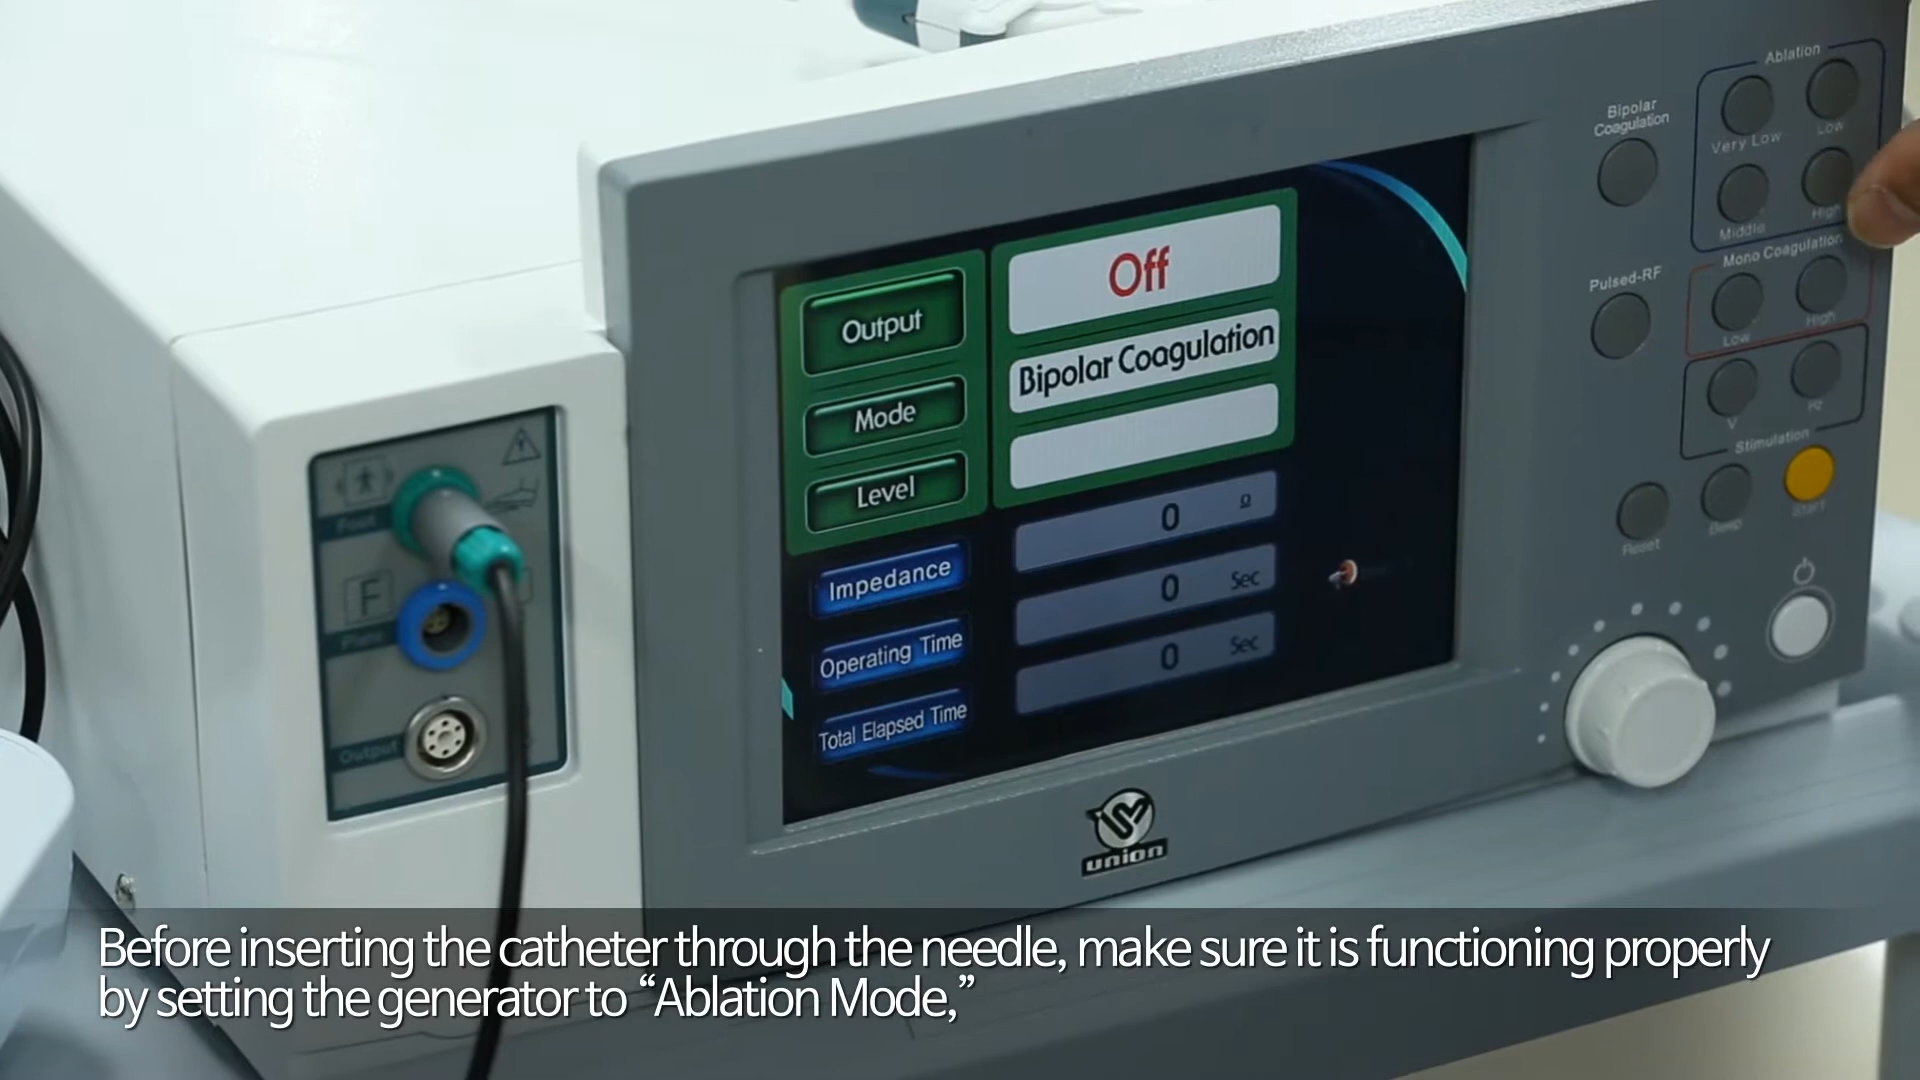 Ablation
Bipolar
Coagulation
Very Low
Low
Middle
High
Mono Coagulation
Pulsed-RF
Low
High
V
Hz
Stimulation
Reset
Beep
Start
Output
Off
Mode
Bipolar Coagulation
Level
Impedance
0 Ω
Operating Time
0 Sec
Total Elapsed Time
0 Sec
Foot
F
Plate
Output
union
Before inserting the catheter through the needle, make sure it is functioning properly
by setting the generator to “Ablation Mode,”